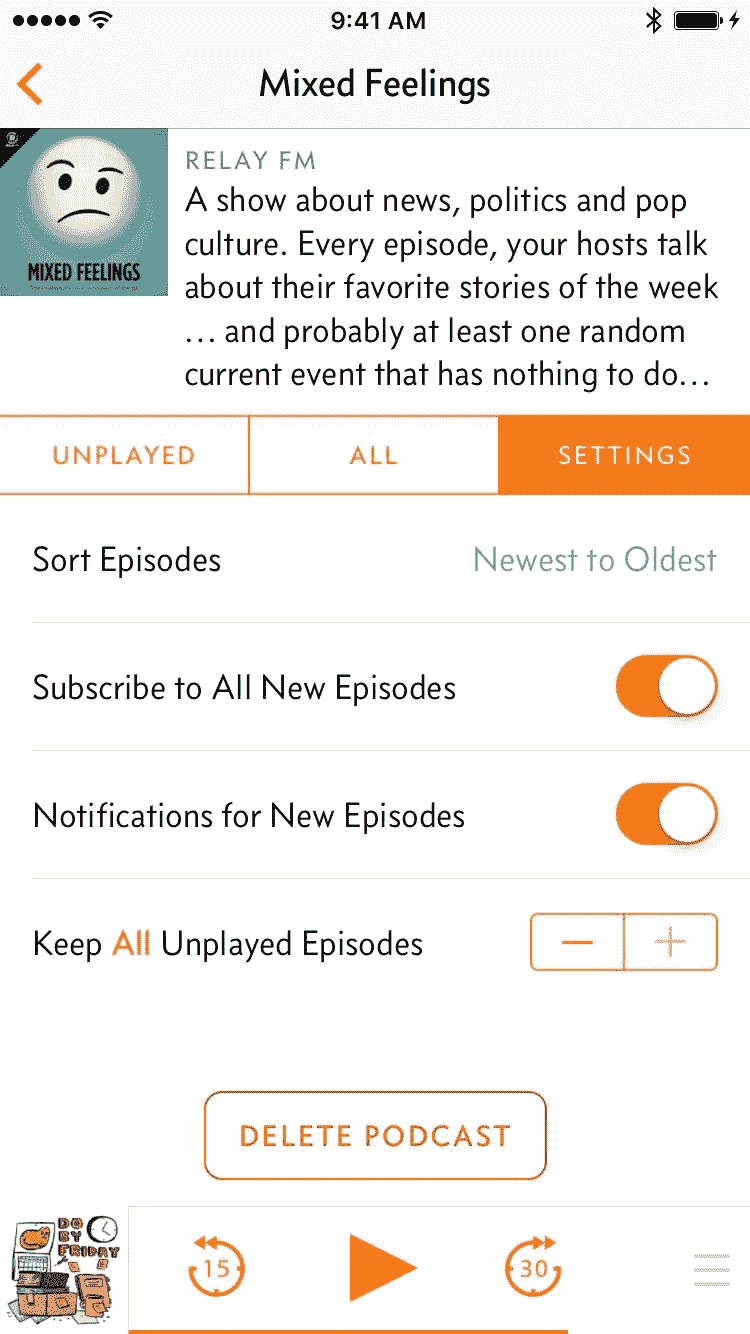 9:41 AM
Mixed Feelings
RELAY FM
A show about news, politics and pop
culture. Every episode, your hosts talk
about their favorite stories of the week
… and probably at least one random
current event that has nothing to do…
MIXED FEELINGS
UNPLAYED
ALL
SETTINGS
Sort Episodes
Newest to Oldest
Subscribe to All New Episodes
Notifications for New Episodes
Keep All Unplayed Episodes
− +
DELETE PODCAST
DO
BY
FRIDAY
15
30